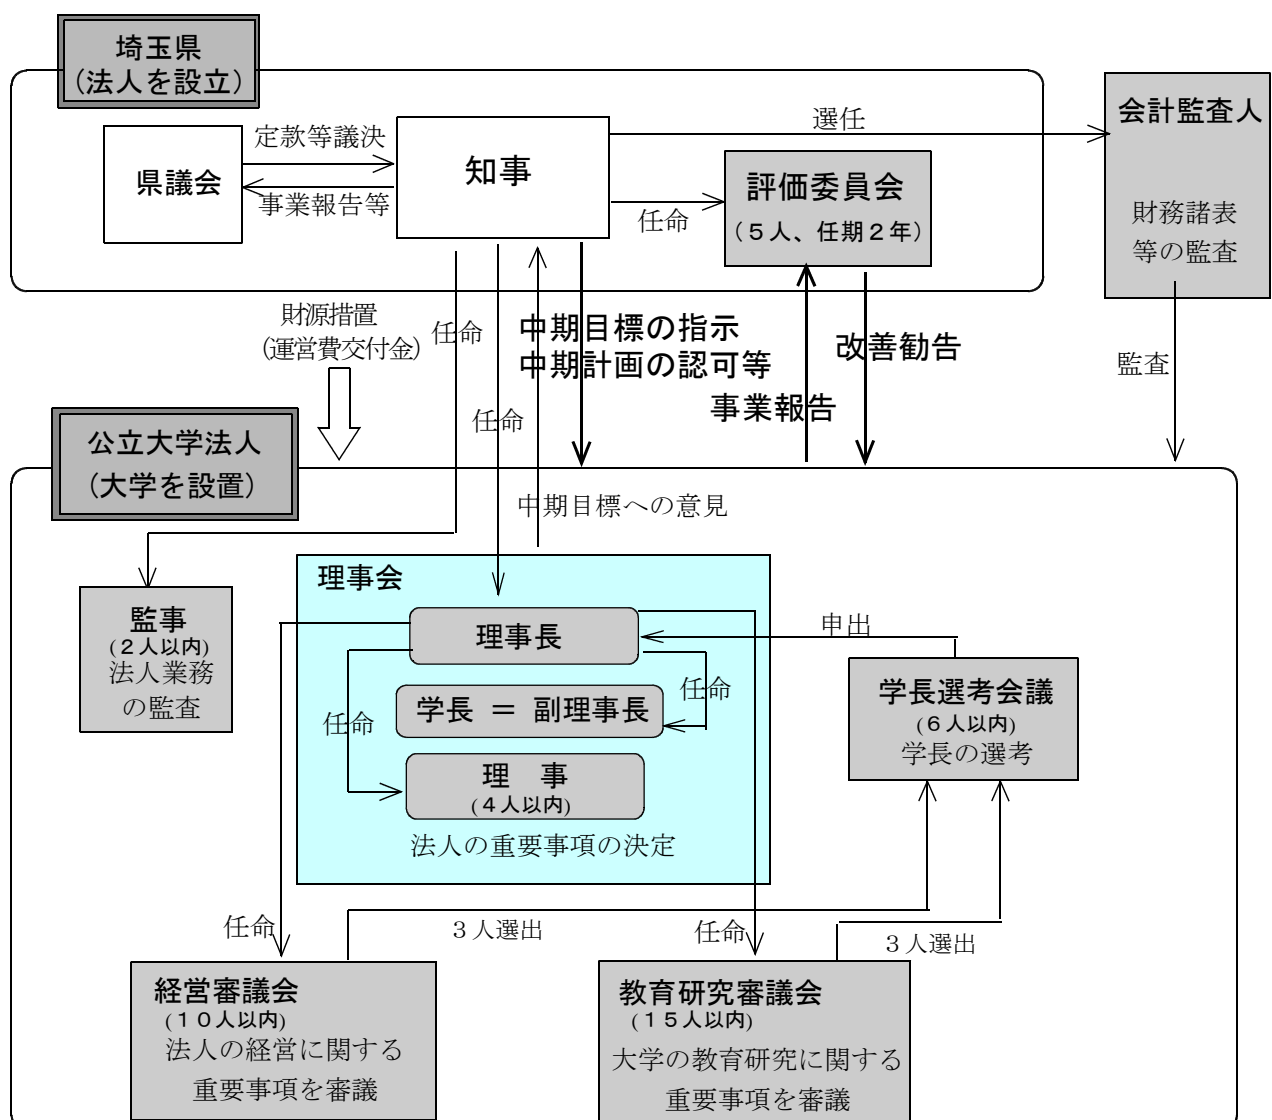 埼玉県
(法人を設立)
県議会
定款等議決
事業報告等
知事
選任
任命
評価委員会
(５人、任期２年)
会計監査人
財務諸表
等の監査
財源措置
(運営費交付金)
任命
任命
中期目標の指示
中期計画の認可等
事業報告
改善勧告
監査
公立大学法人
(大学を設置)
中期目標への意見
監事
(２人以内)
法人業務
の監査
理事会
理事長
学長 ＝ 副理事長
理　事
(４人以内)
法人の重要事項の決定
任命
任命
申出
学長選考会議
(６人以内)
学長の選考
任命
３人選出
任命
３人選出
経営審議会
(１０人以内)
法人の経営に関する
重要事項を審議
教育研究審議会
(１５人以内)
大学の教育研究に関する
重要事項を審議